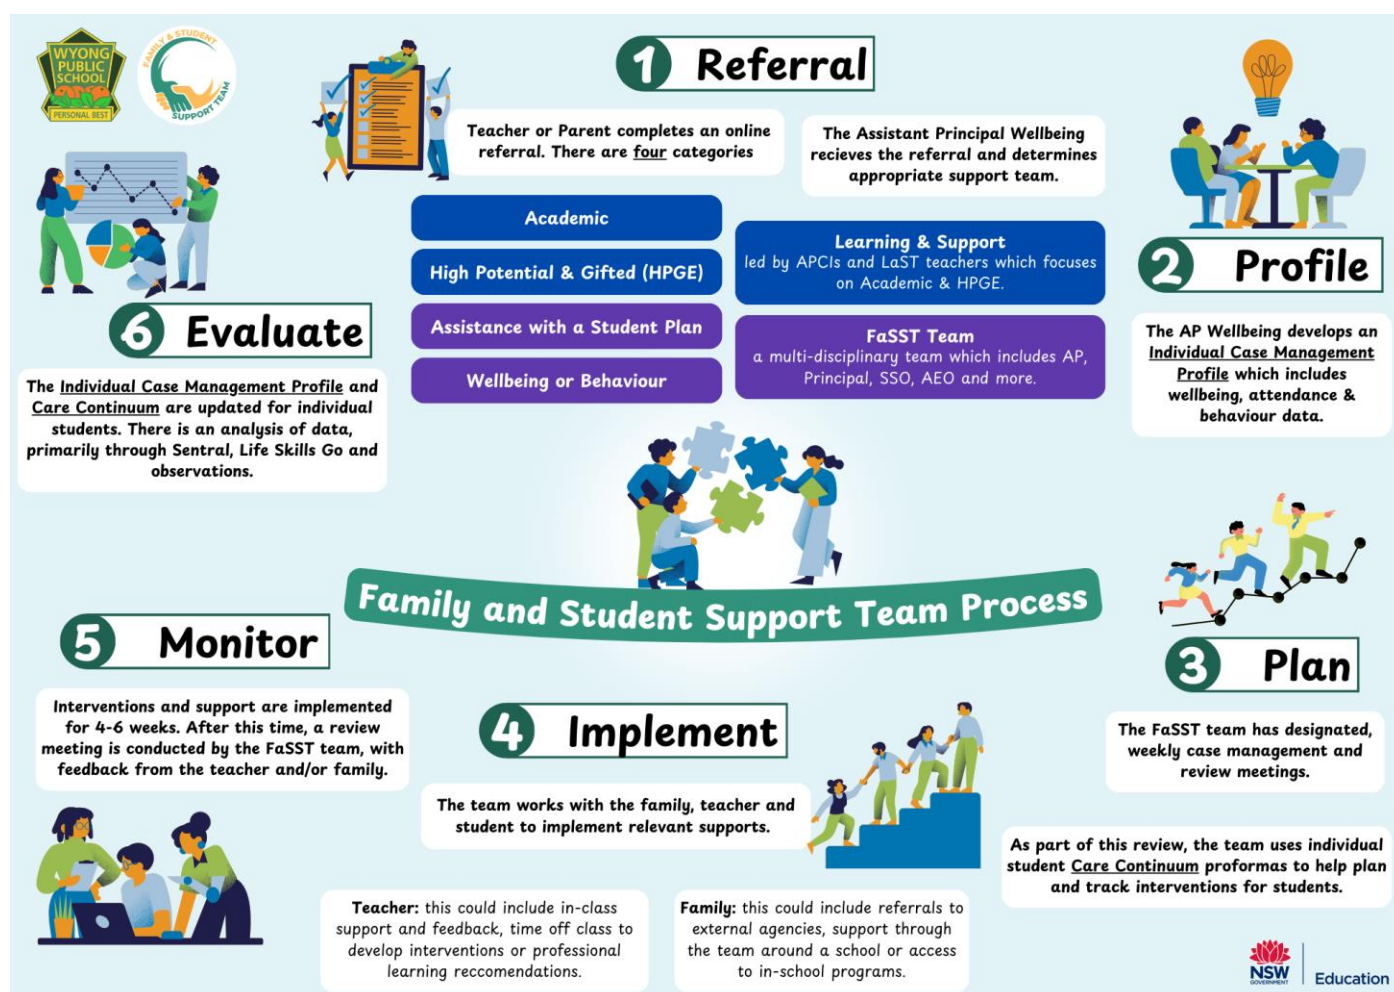 WYONG
PUBLIC
SCHOOL
PERSONAL BEST
FAMILY & STUDENT
SUPPORT TEAM
1 Referral
Teacher or Parent completes an online
referral. There are four categories
The Assistant Principal Wellbeing
recieves the referral and determines
appropriate support team.
Academic
High Potential & Gifted (HPGE)
Assistance with a Student Plan
Wellbeing or Behaviour
Learning & Support
led by APCIs and LaST teachers which focuses
on Academic & HPGE.
FaSST Team
a multi-disciplinary team which includes AP,
Principal, SSO, AEO and more.
2 Profile
The AP Wellbeing develops an
Individual Case Management
Profile which includes
wellbeing, attendance &
behaviour data.
6 Evaluate
The Individual Case Management Profile and
Care Continuum are updated for individual
students. There is an analysis of data,
primarily through Sentral, Life Skills Go and
observations.
Family and Student Support Team Process
3 Plan
The FaSST team has designated,
weekly case management and
review meetings.
As part of this review, the team uses individual
student Care Continuum proformas to help plan
and track interventions for students.
4 Implement
The team works with the family, teacher and
student to implement relevant supports.
Teacher: this could include in-class
support and feedback, time off class to
develop interventions or professional
learning reccomendations.
Family: this could include referrals to
external agencies, support through
the team around a school or access
to in-school programs.
5 Monitor
Interventions and support are implemented
for 4-6 weeks. After this time, a review
meeting is conducted by the FaSST team, with
feedback from the teacher and/or family.
NSW
GOVERNMENT
Education